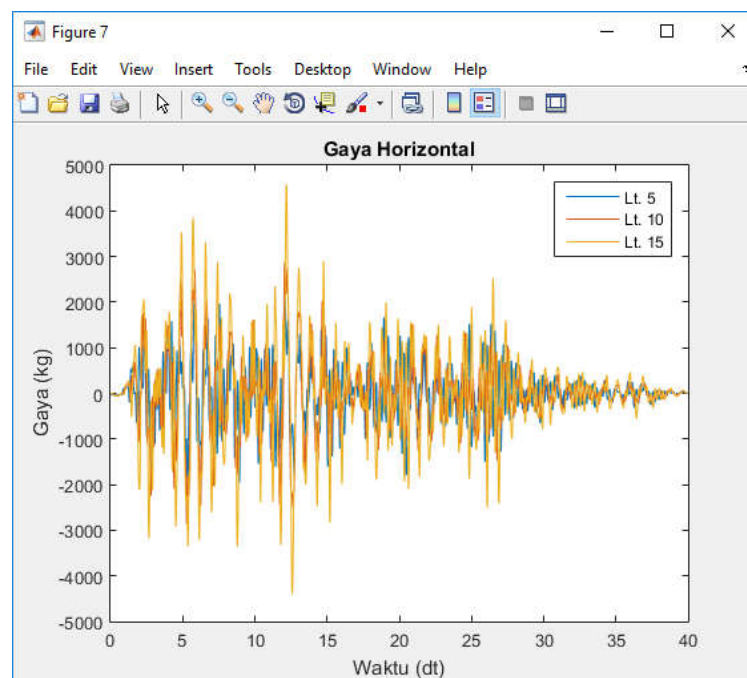 Figure 7
File Edit View Insert Tools Desktop Window Help
Gaya Horizontal
5000
4000
3000
2000
1000
0
-1000
-2000
-3000
-4000
-5000
Gaya (kg)
Lt. 5
Lt. 10
Lt. 15
0 5 10 15 20 25 30 35 40
Waktu (dt)